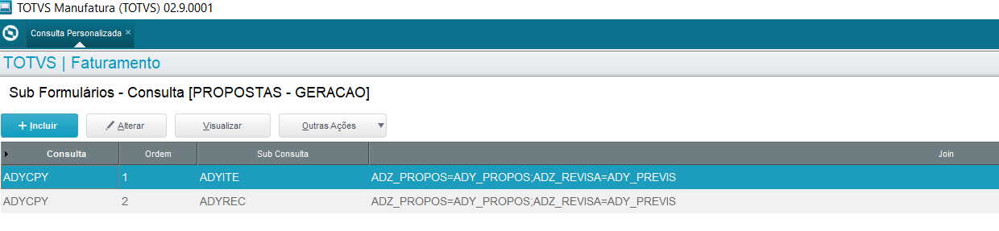 TOTVS Manufatura (TOTVS) 02.9.0001
Consulta Personalizada ×
TOTVS | Faturamento
Sub Formulários - Consulta [PROPOSTAS - GERACAO]
+ Incluir Alterar Visualizar Outras Ações
Consulta Ordem Sub Consulta Join
ADYCPY 1 ADYITE ADZ_PROPOS=ADY_PROPOS;ADZ_REVISA=ADY_PREVIS
ADYCPY 2 ADYREC ADZ_PROPOS=ADY_PROPOS;ADZ_REVISA=ADY_PREVIS